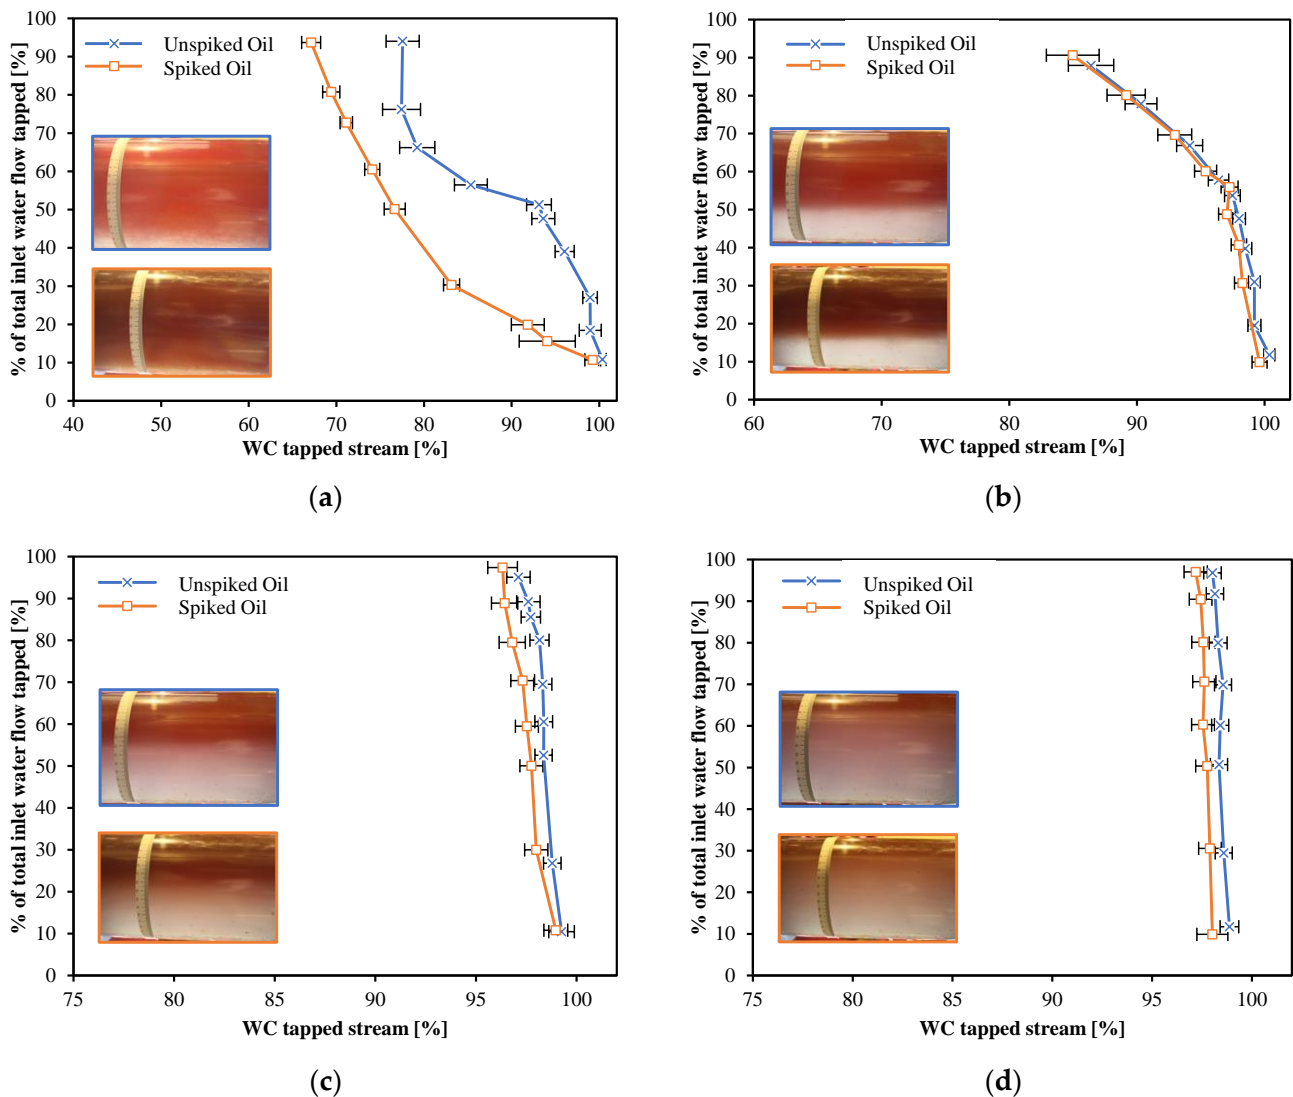 % of total inlet water flow tapped [%]
100
90
80
70
60
50
40
30
20
10
0
Unspiked Oil
Spiked Oil
40 50 60 70 80 90 100
WC tapped stream [%]
(a)
% of total inlet water flow tapped [%]
100
90
80
70
60
50
40
30
20
10
0
Unspiked Oil
Spiked Oil
60 70 80 90 100
WC tapped stream [%]
(b)
% of total inlet water flow tapped [%]
100
90
80
70
60
50
40
30
20
10
0
Unspiked Oil
Spiked Oil
75 80 85 90 95 100
WC tapped stream [%]
(c)
% of total inlet water flow tapped [%]
100
90
80
70
60
50
40
30
20
10
0
Unspiked Oil
Spiked Oil
75 80 85 90 95 100
WC tapped stream [%]
(d)